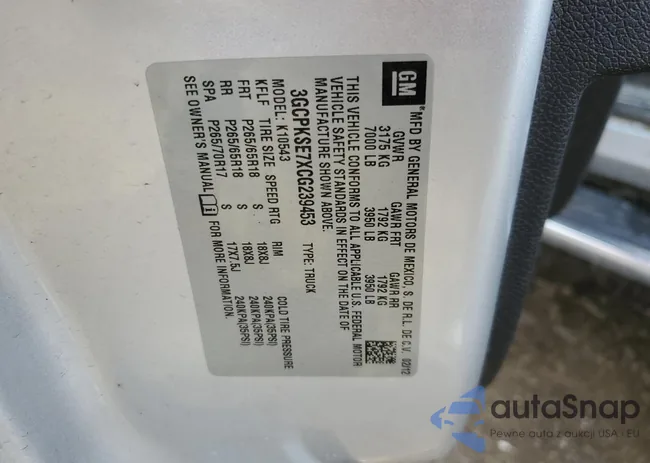 GM
MFD BY GENERAL MOTORS DE MEXICO, S DE R.L. DE C.V. 02/12
GVWR GAWR FRT GAWR RR
3175 KG 1792 KG 1792 KG
7000 LB 3950 LB 3950 LB
THIS VEHICLE CONFORMS TO ALL APPLICABLE U.S. FEDERAL MOTOR
VEHICLE SAFETY STANDARDS IN EFFECT ON THE DATE OF
MANUFACTURE SHOWN ABOVE.
3GCPKSE7XCG239453 TYPE: TRUCK
MODEL: K10543
KFLF TIRE SIZE SPEED RTG RIM COLD TIRE PRESSURE
FRT P265/65R18 S 18X8J 240KPA(35PSI)
RR P265/65R18 S 18X8J 240KPA(35PSI)
SPA P265/70R17 S 17X7.5J 240KPA(35PSI)
SEE OWNER'S MANUAL FOR MORE INFORMATION.
autaSnap
Pewne auta z aukcji USA i EU